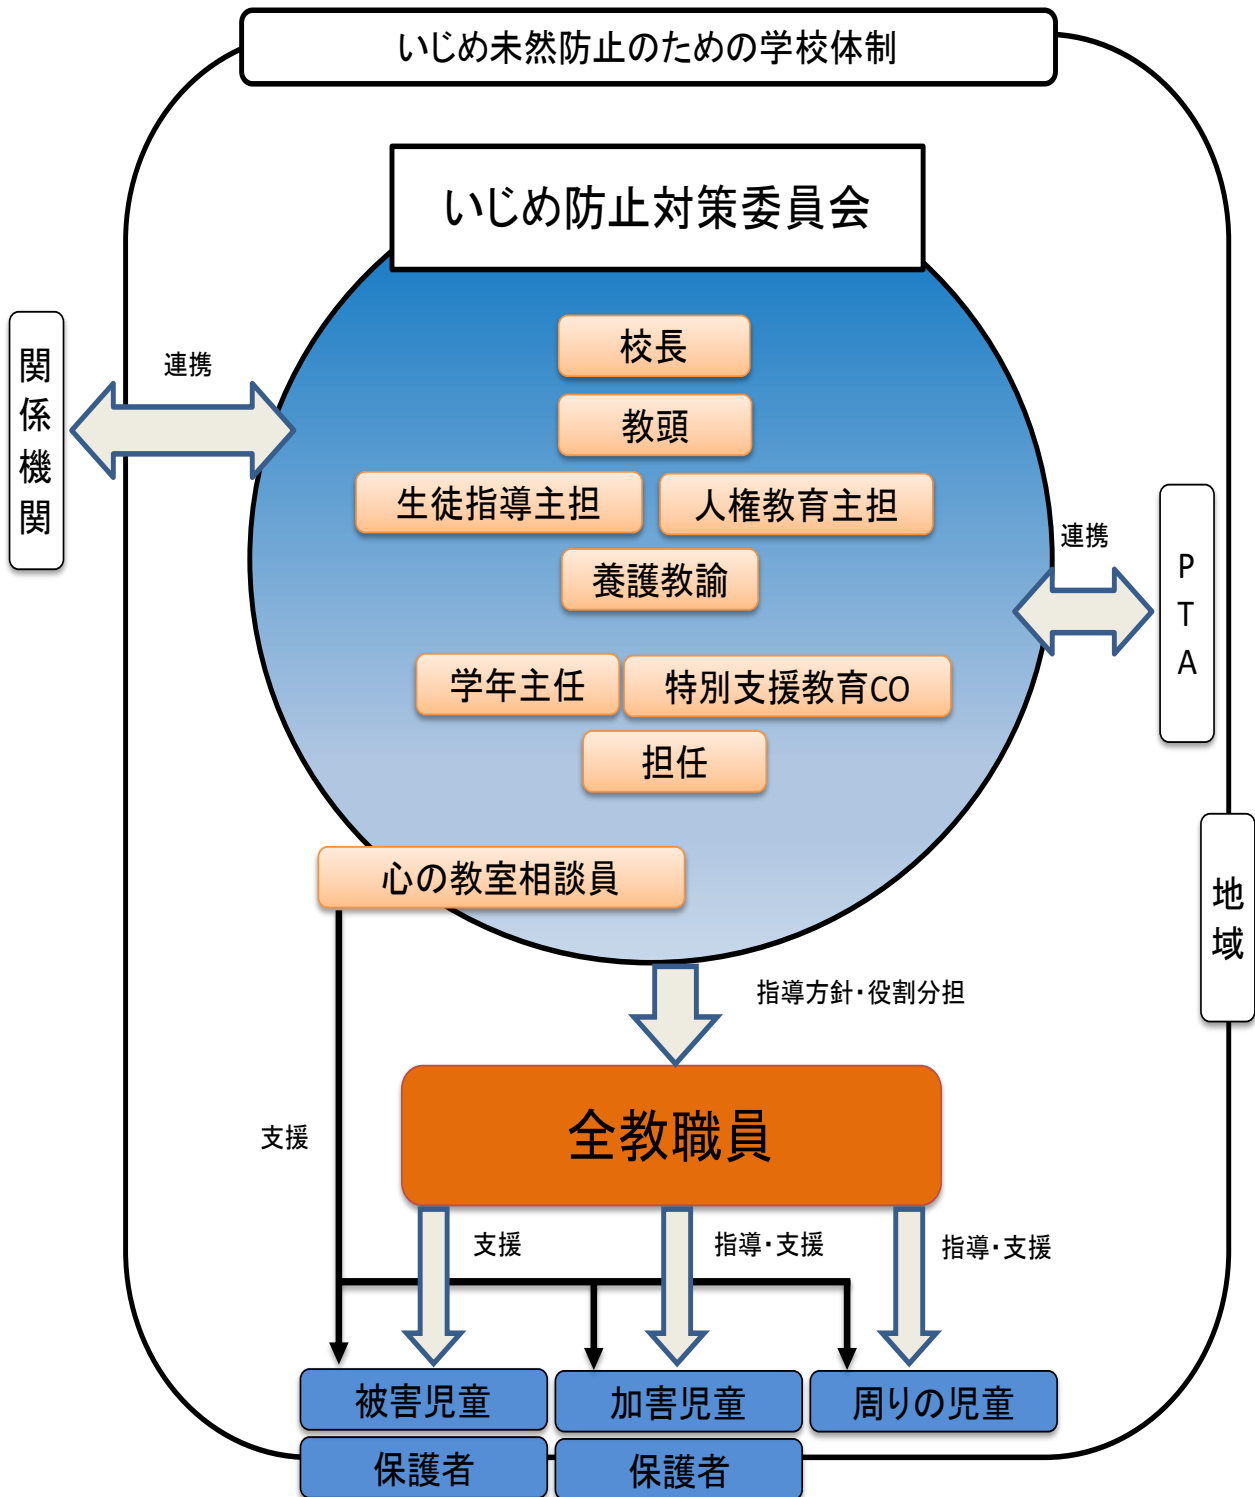 いじめ未然防止のための学校体制
いじめ防止対策委員会
校長
関係機関
連携
教頭
生徒指導主担
人権教育主担
連携
PTA
養護教諭
学年主任
特別支援教育CO
担任
心の教室相談員
地域
指導方針・役割分担
全教職員
支援
支援
指導・支援
指導・支援
被害児童
加害児童
周りの児童
保護者
保護者